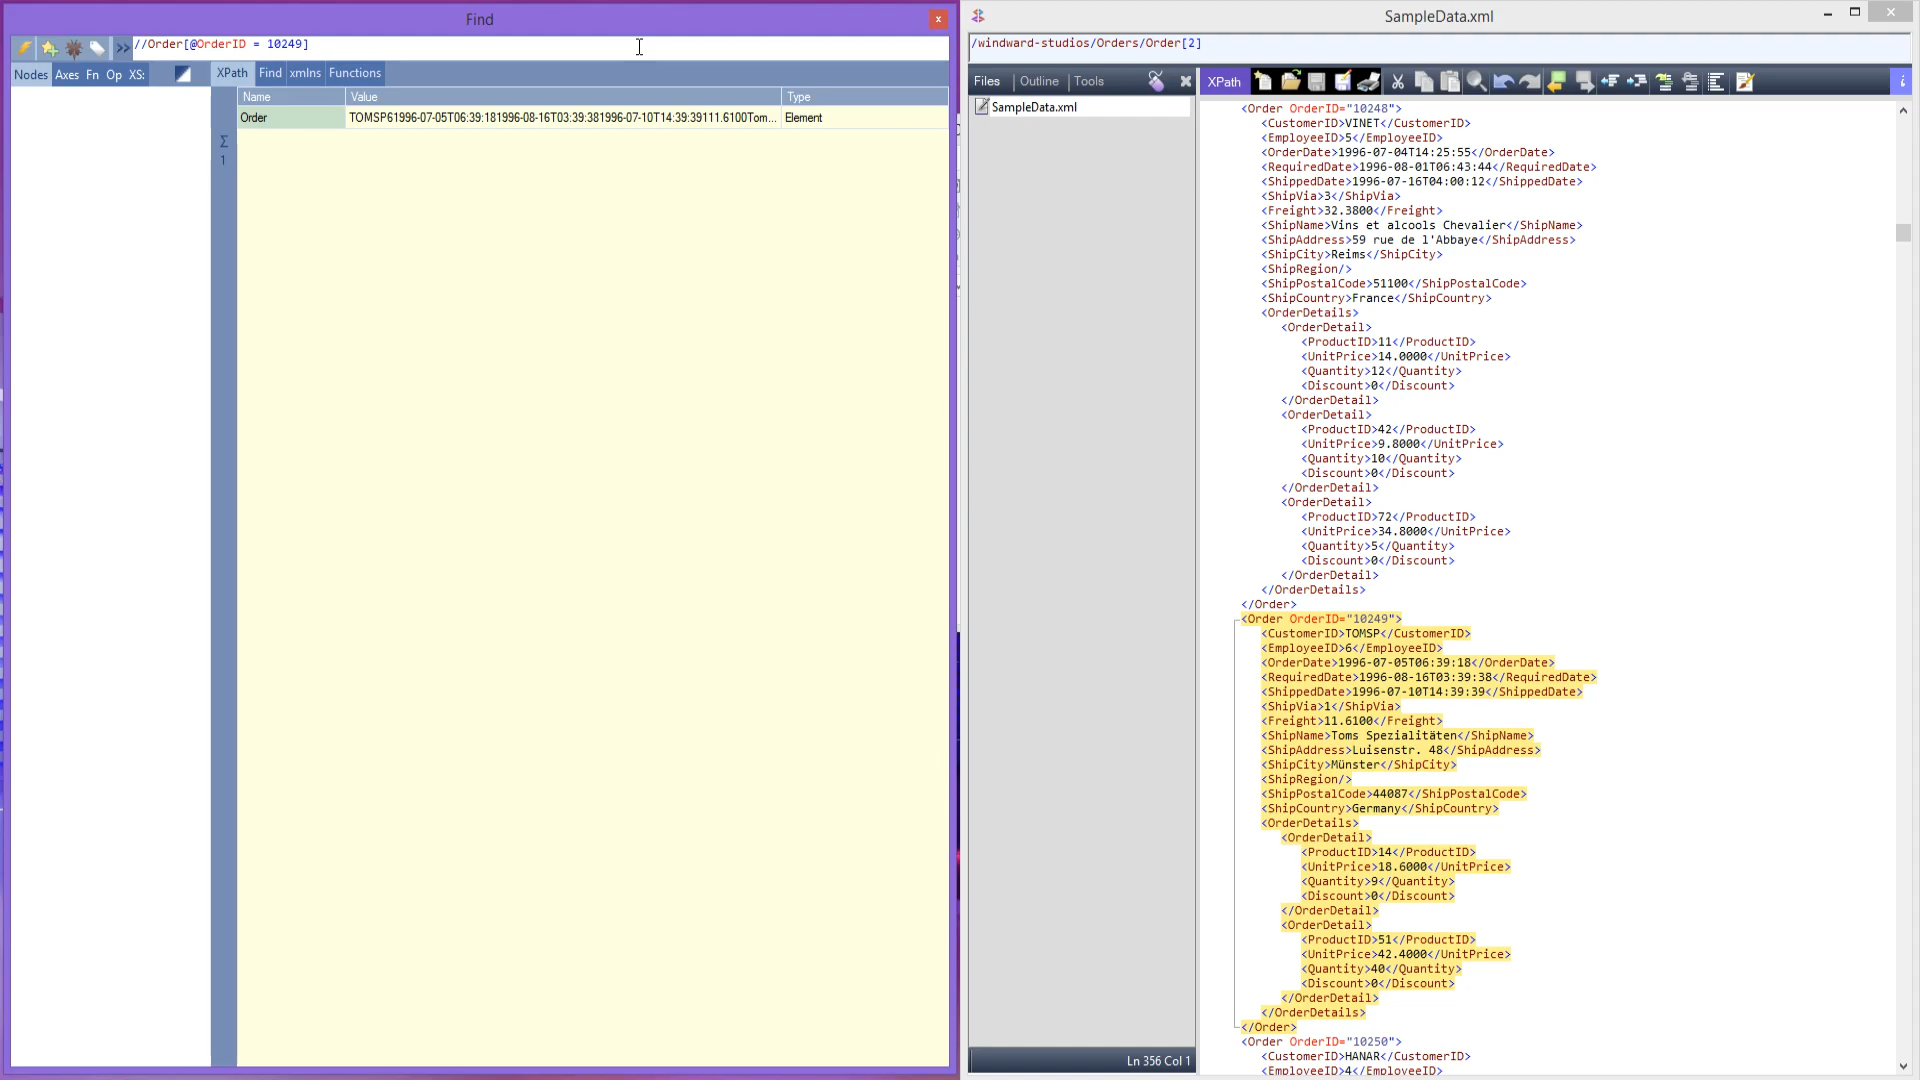 Find
x
//Order[@OrderID = 10249]
Nodes Axes Fn Op XS:
XPath Find xmlns Functions
Name Value Type
Order TOMSP61996-07-05T06:39:181996-08-16T03:39:381996-07-10T14:39:39111.6100Tom... Element
Σ
1
SampleData.xml
/windward-studios/Orders/Order[2]
Files Outline Tools
SampleData.xml
Ln 356 Col 1
XPath
<Order OrderID="10248">
<CustomerID>VINET</CustomerID>
<EmployeeID>5</EmployeeID>
<OrderDate>1996-07-04T14:25:55</OrderDate>
<RequiredDate>1996-08-01T06:43:44</RequiredDate>
<ShippedDate>1996-07-16T04:00:12</ShippedDate>
<ShipVia>3</ShipVia>
<Freight>32.3800</Freight>
<ShipName>Vins et alcools Chevalier</ShipName>
<ShipAddress>59 rue de l'Abbaye</ShipAddress>
<ShipCity>Reims</ShipCity>
<ShipRegion/>
<ShipPostalCode>51100</ShipPostalCode>
<ShipCountry>France</ShipCountry>
<OrderDetails>
<OrderDetail>
<ProductID>11</ProductID>
<UnitPrice>14.0000</UnitPrice>
<Quantity>12</Quantity>
<Discount>0</Discount>
</OrderDetail>
<OrderDetail>
<ProductID>42</ProductID>
<UnitPrice>9.8000</UnitPrice>
<Quantity>10</Quantity>
<Discount>0</Discount>
</OrderDetail>
<OrderDetail>
<ProductID>72</ProductID>
<UnitPrice>34.8000</UnitPrice>
<Quantity>5</Quantity>
<Discount>0</Discount>
</OrderDetail>
</OrderDetails>
</Order>
<Order OrderID="10249">
<CustomerID>TOMSP</CustomerID>
<EmployeeID>6</EmployeeID>
<OrderDate>1996-07-05T06:39:18</OrderDate>
<RequiredDate>1996-08-16T03:39:38</RequiredDate>
<ShippedDate>1996-07-10T14:39:39</ShippedDate>
<ShipVia>1</ShipVia>
<Freight>11.6100</Freight>
<ShipName>Toms Spezialitäten</ShipName>
<ShipAddress>Luisenstr. 48</ShipAddress>
<ShipCity>Münster</ShipCity>
<ShipRegion/>
<ShipPostalCode>44087</ShipPostalCode>
<ShipCountry>Germany</ShipCountry>
<OrderDetails>
<OrderDetail>
<ProductID>14</ProductID>
<UnitPrice>18.6000</UnitPrice>
<Quantity>9</Quantity>
<Discount>0</Discount>
</OrderDetail>
<OrderDetail>
<ProductID>51</ProductID>
<UnitPrice>42.4000</UnitPrice>
<Quantity>40</Quantity>
<Discount>0</Discount>
</OrderDetail>
</OrderDetails>
</Order>
<Order OrderID="10250">
<CustomerID>HANAR</CustomerID>
<EmployeeID>4</EmployeeID>